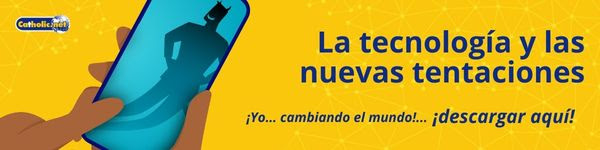 Catholic.net
La tecnología y las
nuevas tentaciones
¡Yo... cambiando el mundo!... ¡descargar aquí!